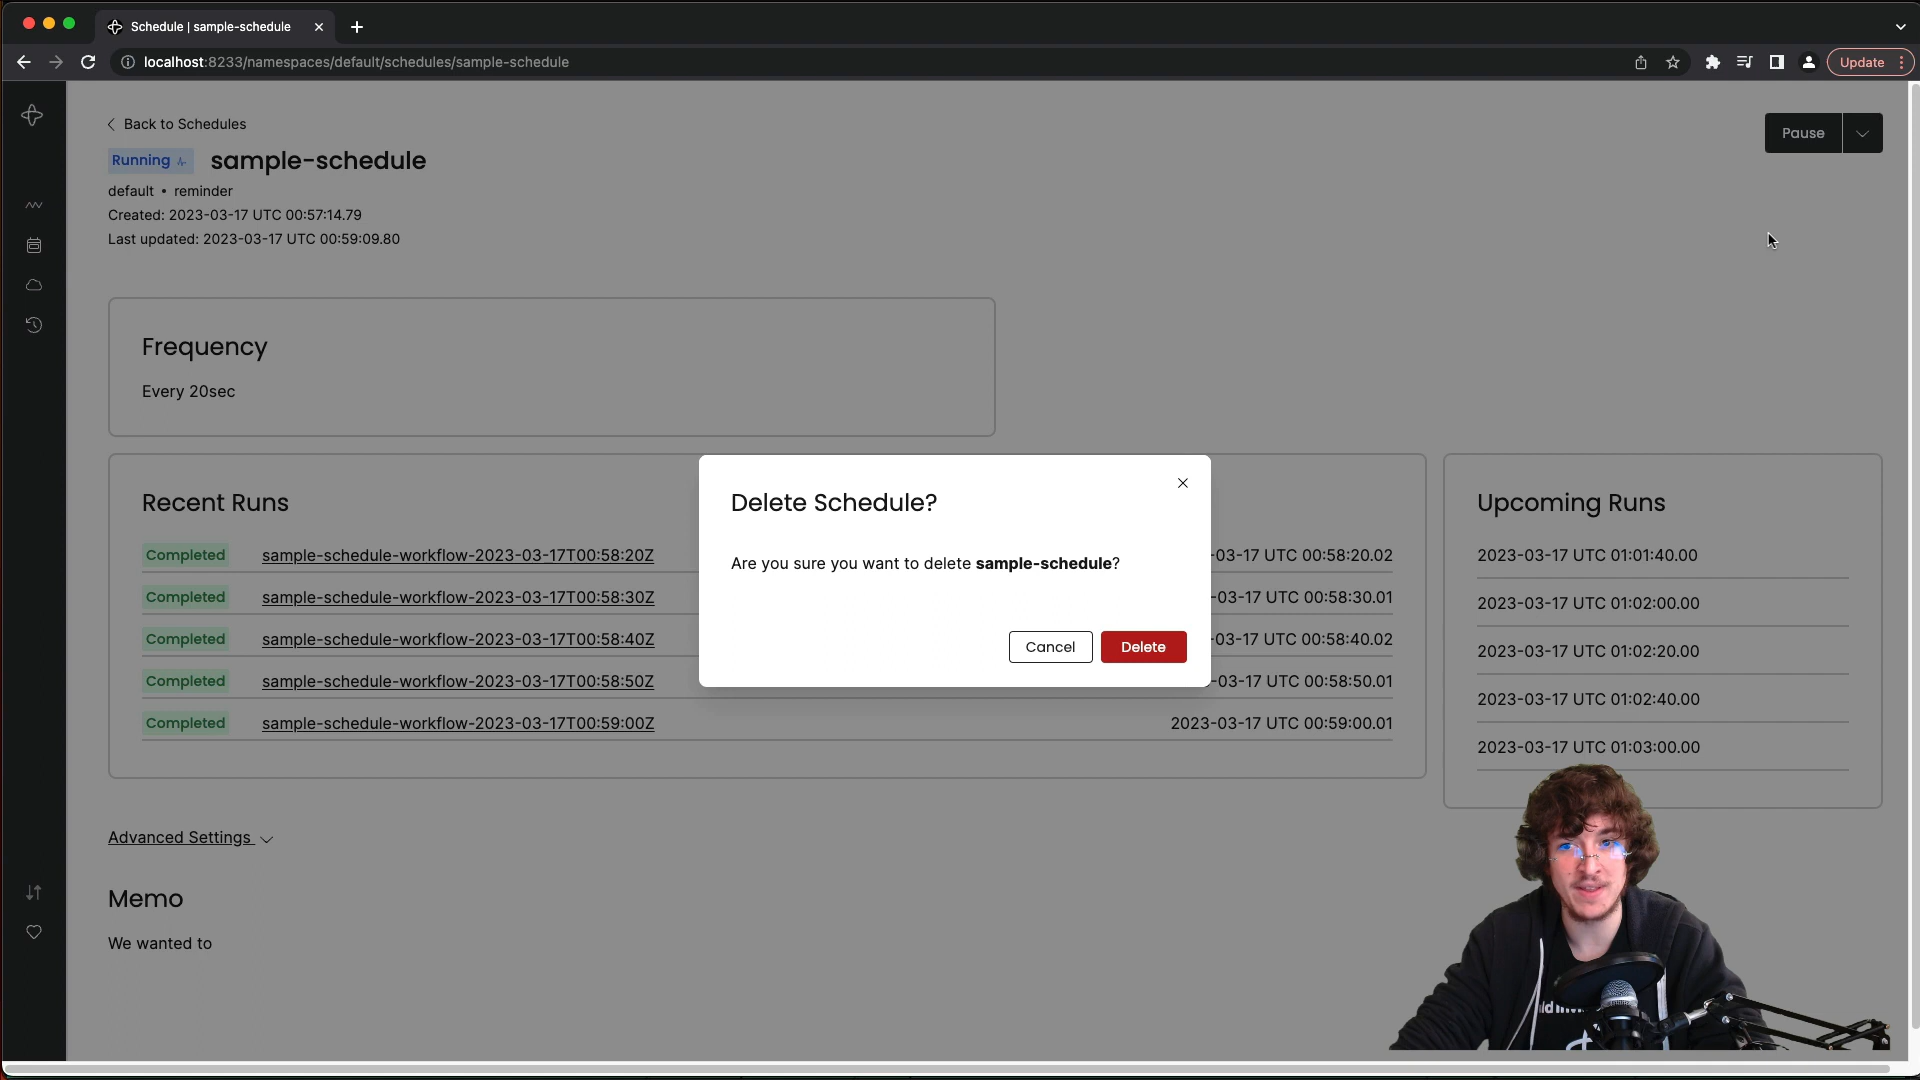 Schedule | sample-schedule
localhost:8233/namespaces/default/schedules/sample-schedule
Update
Back to Schedules
Pause
Running
sample-schedule
default • reminder
Created: 2023-03-17 UTC 00:57:14.79
Last updated: 2023-03-17 UTC 00:59:09.80
Frequency
Every 20sec
Recent Runs
Completed sample-schedule-workflow-2023-03-17T00:58:20Z -03-17 UTC 00:58:20.02
Completed sample-schedule-workflow-2023-03-17T00:58:30Z -03-17 UTC 00:58:30.01
Completed sample-schedule-workflow-2023-03-17T00:58:40Z -03-17 UTC 00:58:40.02
Completed sample-schedule-workflow-2023-03-17T00:58:50Z -03-17 UTC 00:58:50.01
Completed sample-schedule-workflow-2023-03-17T00:59:00Z 2023-03-17 UTC 00:59:00.01
Delete Schedule?
Are you sure you want to delete sample-schedule?
Cancel
Delete
Upcoming Runs
2023-03-17 UTC 01:01:40.00
2023-03-17 UTC 01:02:00.00
2023-03-17 UTC 01:02:20.00
2023-03-17 UTC 01:02:40.00
2023-03-17 UTC 01:03:00.00
Advanced Settings
Memo
We wanted to